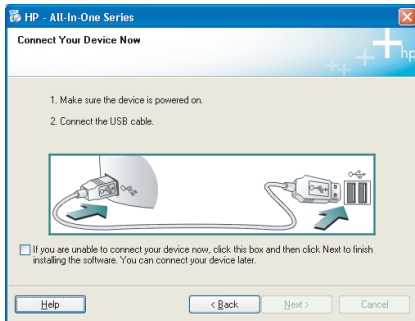 HP - All-In-One Series
Connect Your Device Now
hp
1. Make sure the device is powered on.
2. Connect the USB cable.
If you are unable to connect your device now, click this box and then click Next to finish
installing the software. You can connect your device later.
Help
< Back
Next >
Cancel